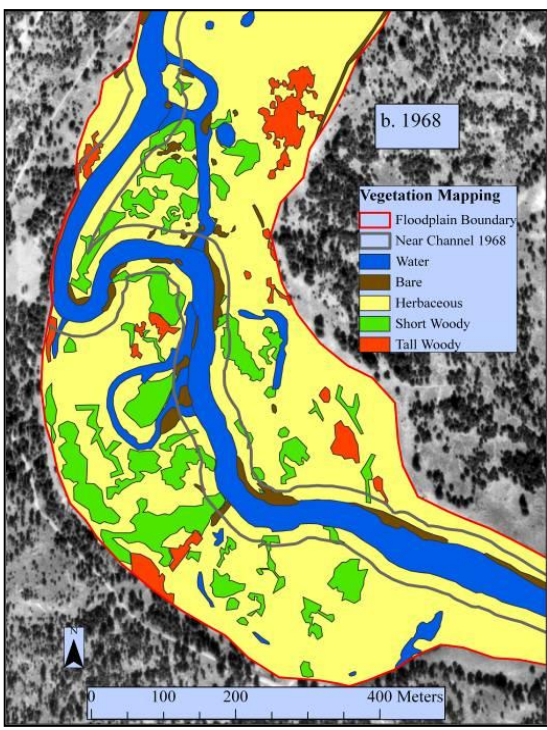 b. 1968
Vegetation Mapping
Floodplain Boundary
Near Channel 1968
Water
Bare
Herbaceous
Short Woody
Tall Woody
N
0 100 200 400 Meters